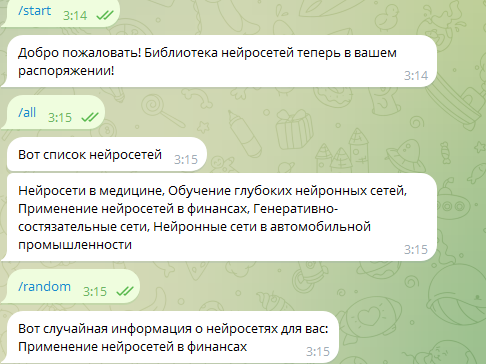 /start 3:14
Добро пожаловать! Библиотека нейросетей теперь в вашем
распоряжении! 3:14
/all 3:15
Вот список нейросетей 3:15
Нейросети в медицине, Обучение глубоких нейронных сетей,
Применение нейросетей в финансах, Генеративно-
состязательные сети, Нейронные сети в автомобильной
промышленности 3:15
/random 3:15
Вот случайная информация о нейросетях для вас:
Применение нейросетей в финансах 3:15